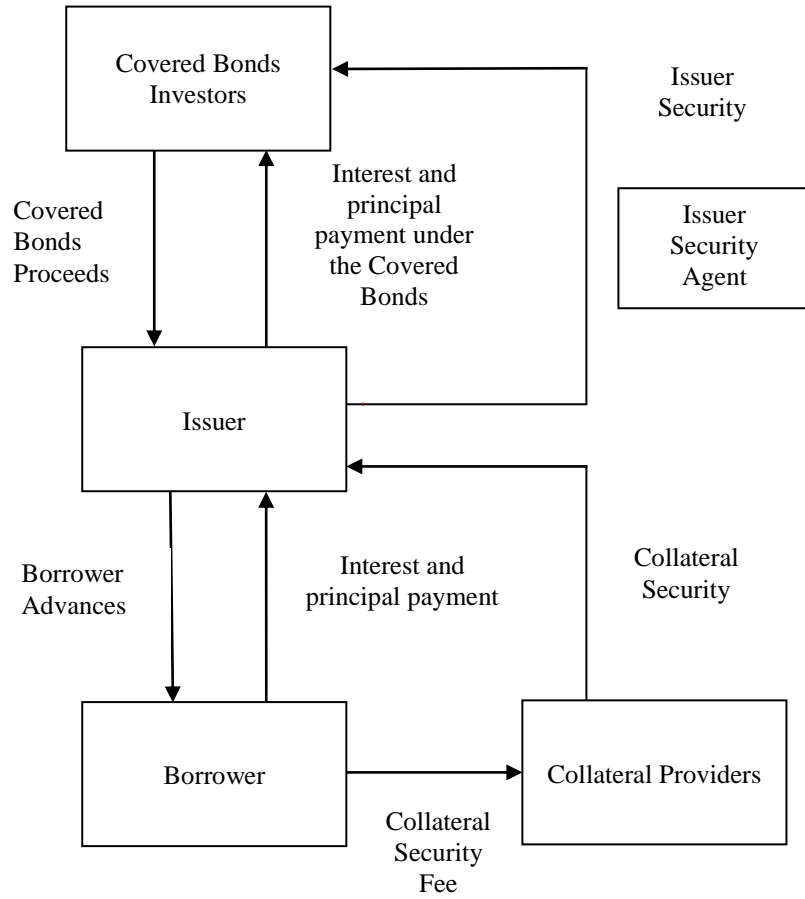 Covered Bonds
Investors
Issuer
Security
Covered
Bonds
Proceeds
Interest and
principal
payment under
the Covered
Bonds
Issuer
Security
Agent
Issuer
Borrower
Advances
Interest and
principal payment
Collateral
Security
Borrower
Collateral Providers
Collateral
Security
Fee